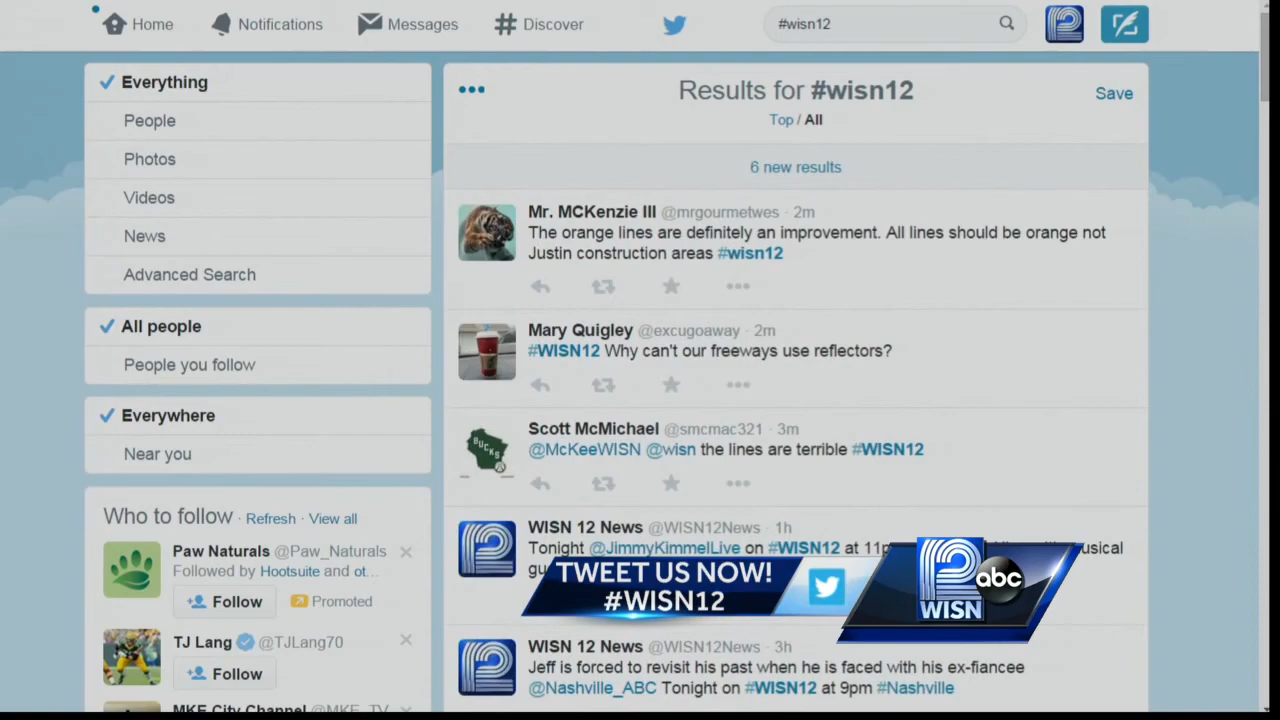 Home
Notifications
Messages
# Discover
#wisn12
Everything
People
Photos
Videos
News
Advanced Search
All people
People you follow
Everywhere
Near you
Who to follow · Refresh · View all
Paw Naturals @Paw_Naturals
Followed by Hootsuite and ot...
Follow
Promoted
TJ Lang @TJLang70
Follow
MKE City Channel @MKE_TV
Results for #wisn12
Save
Top / All
6 new results
Mr. MCKenzie III @mrgourmetwes · 2m
The orange lines are definitely an improvement. All lines should be orange not
Justin construction areas #wisn12
Mary Quigley @excugoaway · 2m
#WISN12 Why can't our freeways use reflectors?
Scott McMichael @smcmac321 · 3m
@McKeeWISN @wisn the lines are terrible #WISN12
BUCKS
WISN 12 News @WISN12News · 1h
Tonight @JimmyKimmelLive on #WISN12 at
WISN 12 News @WISN12News · 3h
Jeff is forced to revisit his past when he is faced with his ex-fiancee
@Nashville_ABC Tonight on #WISN12 at 9pm #Nashville
TWEET US NOW!
#WISN12
12
abc
WISN